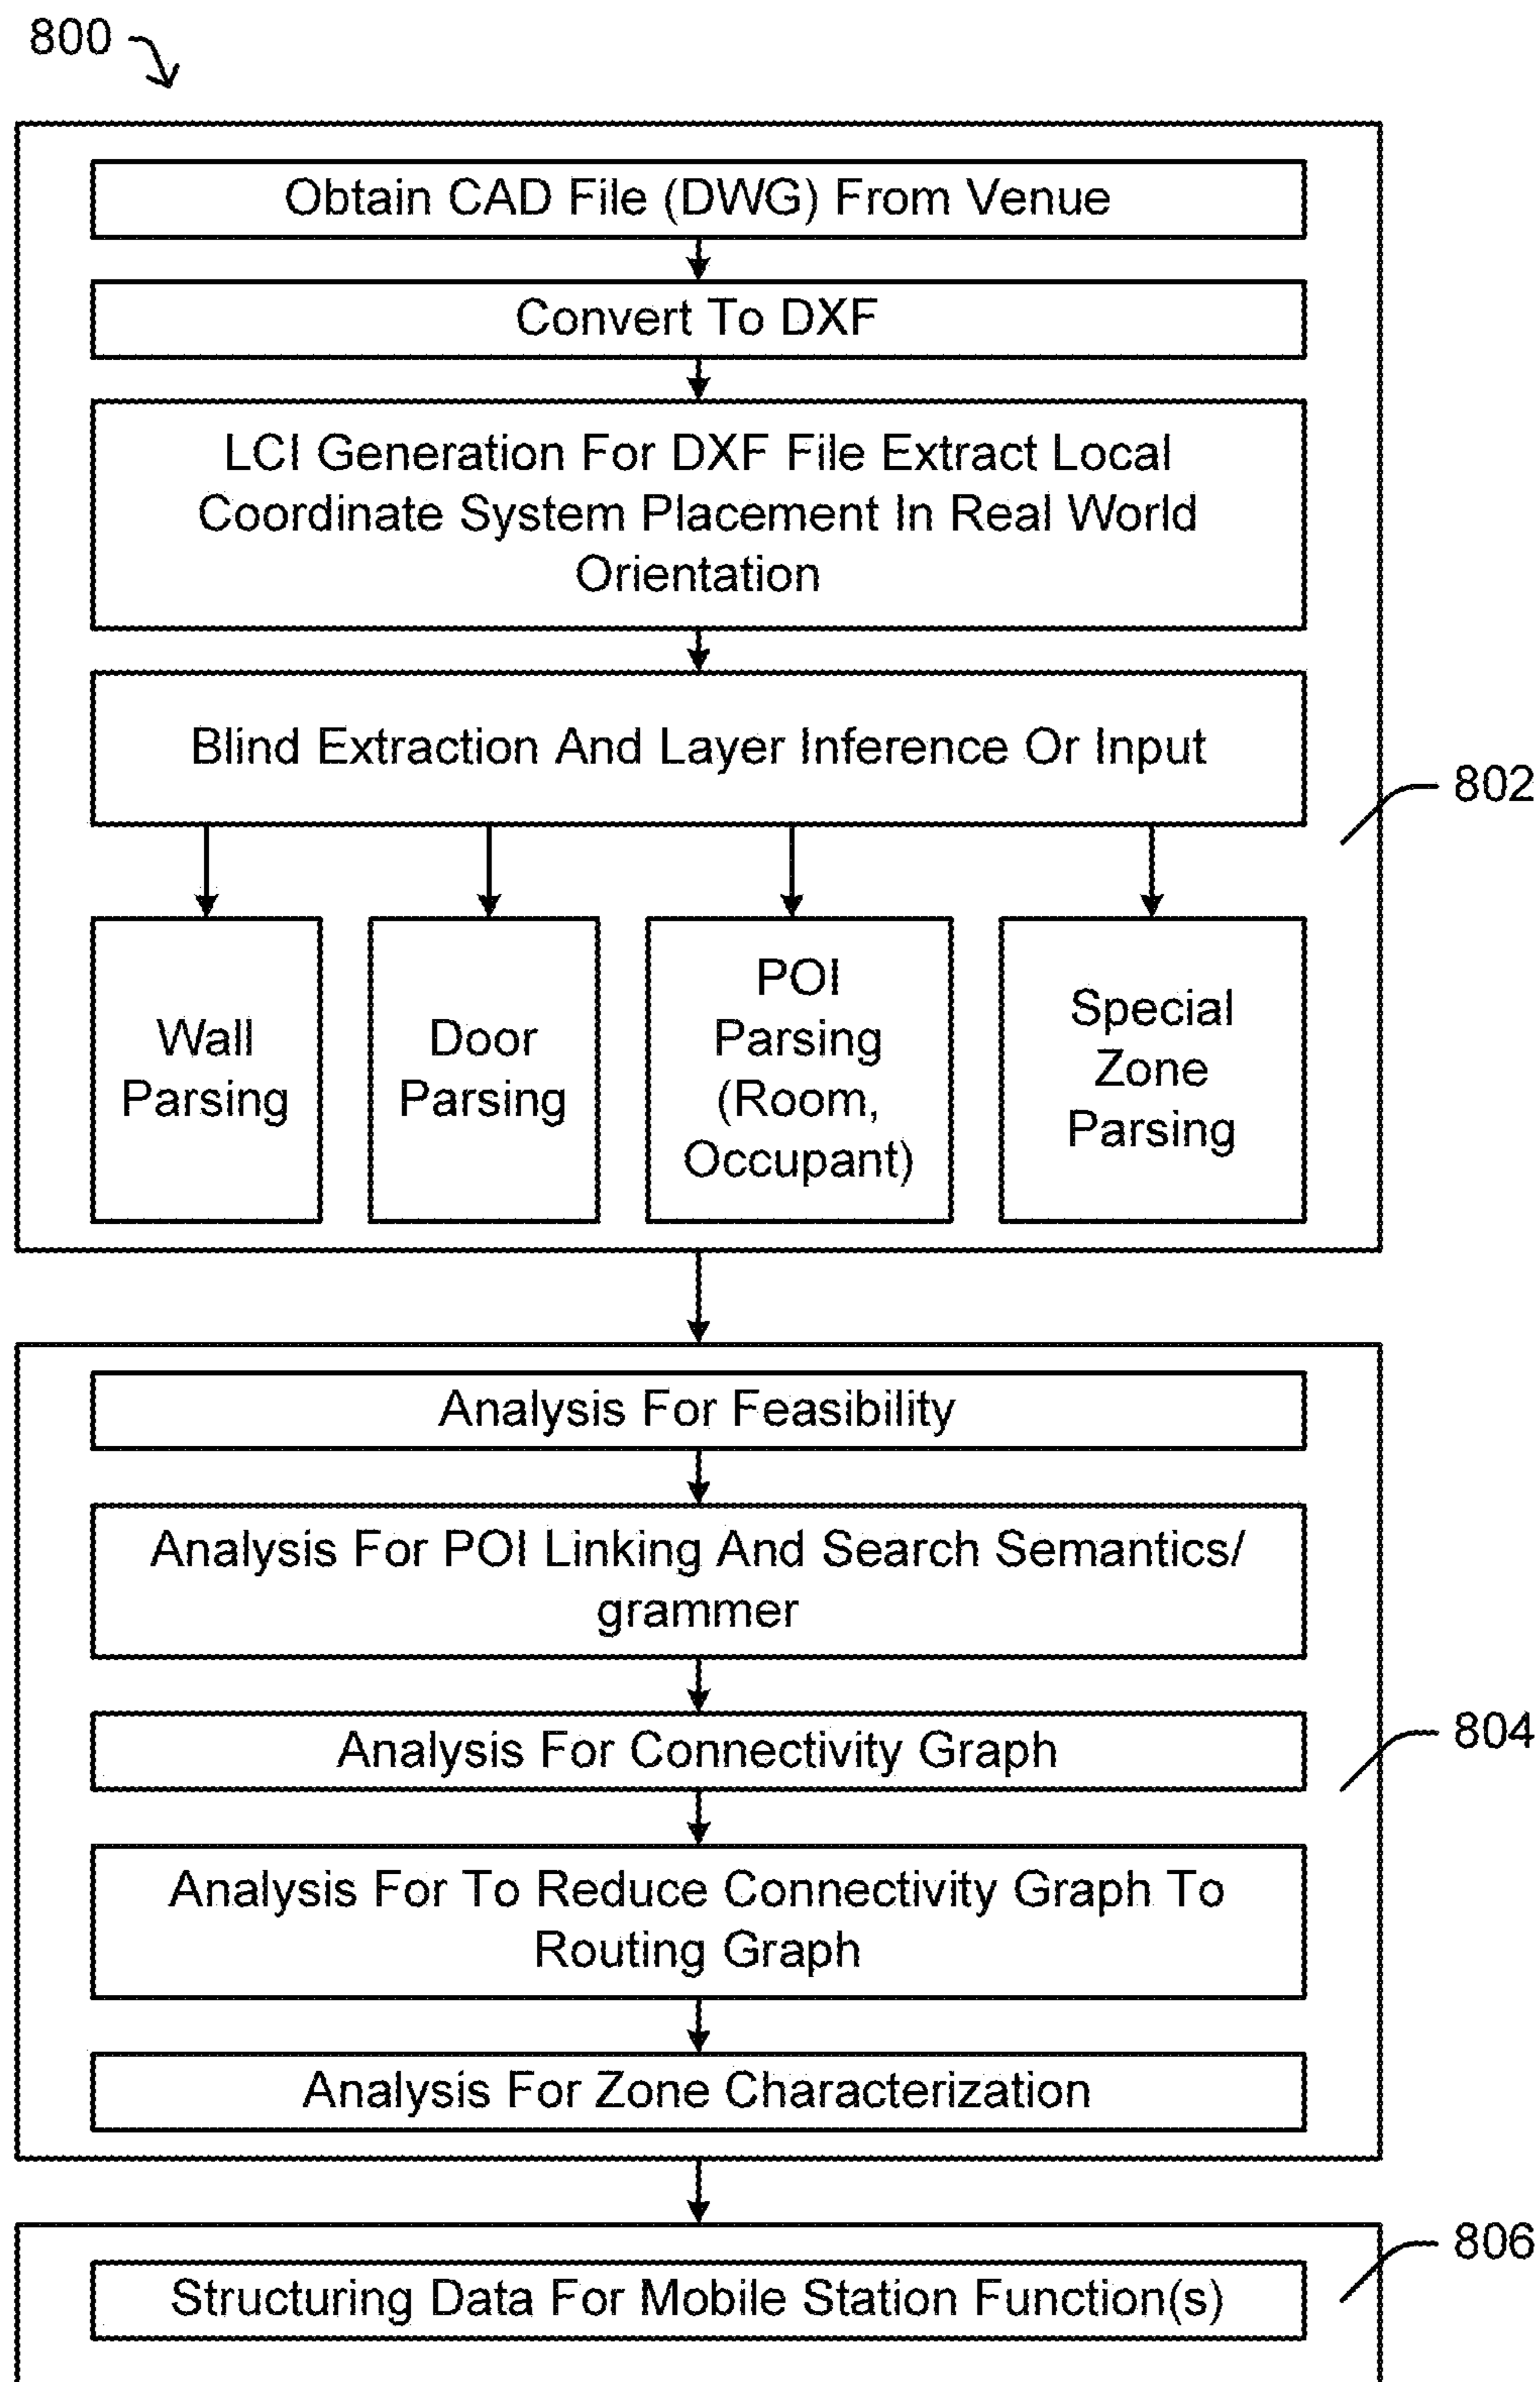 800
Obtain CAD File (DWG) From Venue
Convert To DXF
LCI Generation For DXF File Extract Local
Coordinate System Placement In Real World
Orientation
Blind Extraction And Layer Inference Or Input
802
Wall
Parsing
Door
Parsing
POI
Parsing
(Room,
Occupant)
Special
Zone
Parsing
Analysis For Feasibility
Analysis For POI Linking And Search Semantics/
grammer
Analysis For Connectivity Graph
804
Analysis For To Reduce Connectivity Graph To
Routing Graph
Analysis For Zone Characterization
806
Structuring Data For Mobile Station Function(s)